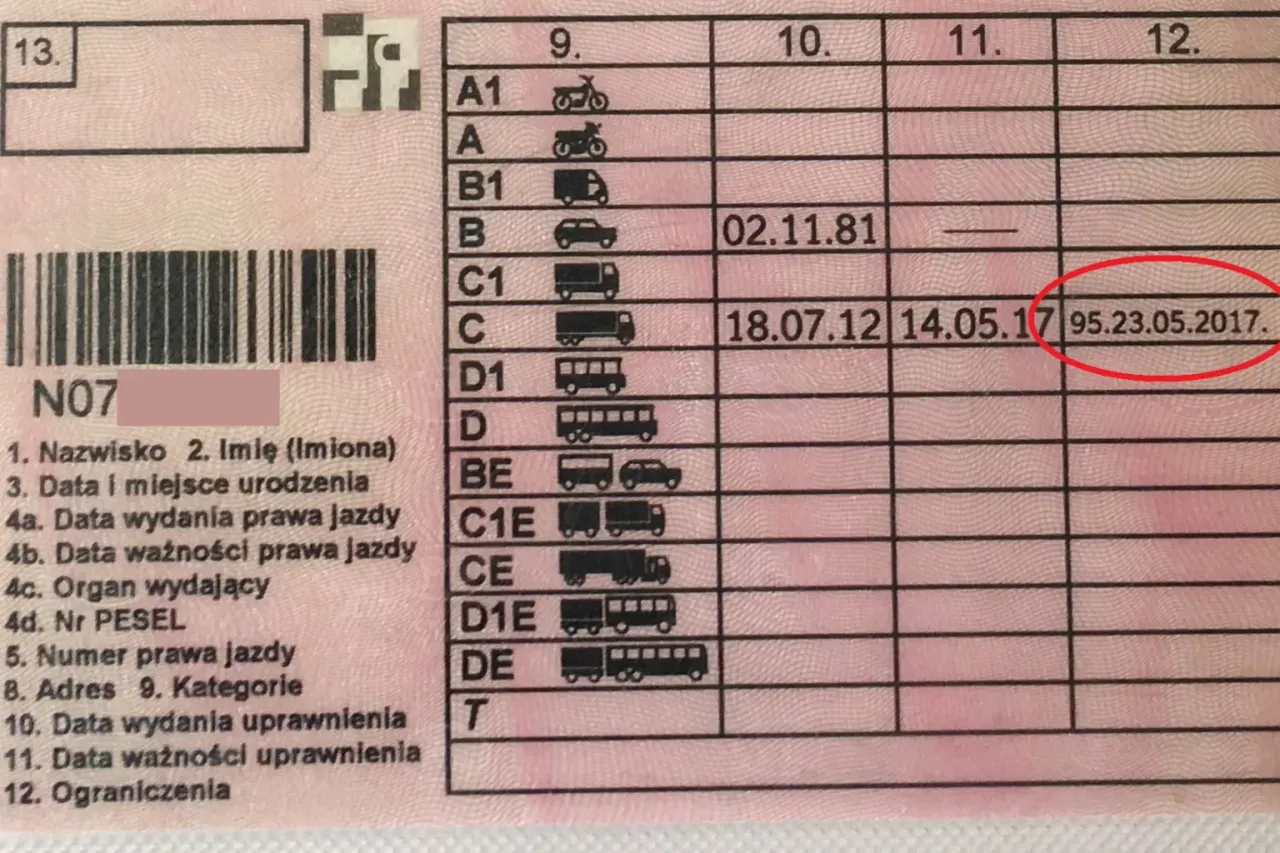 13.
N07
1. Nazwisko 2. Imię (Imiona)
3. Data i miejsce urodzenia
4a. Data wydania prawa jazdy
4b. Data ważności prawa jazdy
4c. Organ wydający
4d. Nr PESEL
5. Numer prawa jazdy
8. Adres 9. Kategorie
10. Data wydania uprawnienia
11. Data ważności uprawnienia
12. Ograniczenia
9. 10. 11. 12.
A1
A
B1
B 02.11.81 —
C1
C 18.07.12 14.05.17 95.23.05.2017.
D1
D
BE
C1E
CE
D1E
DE
T